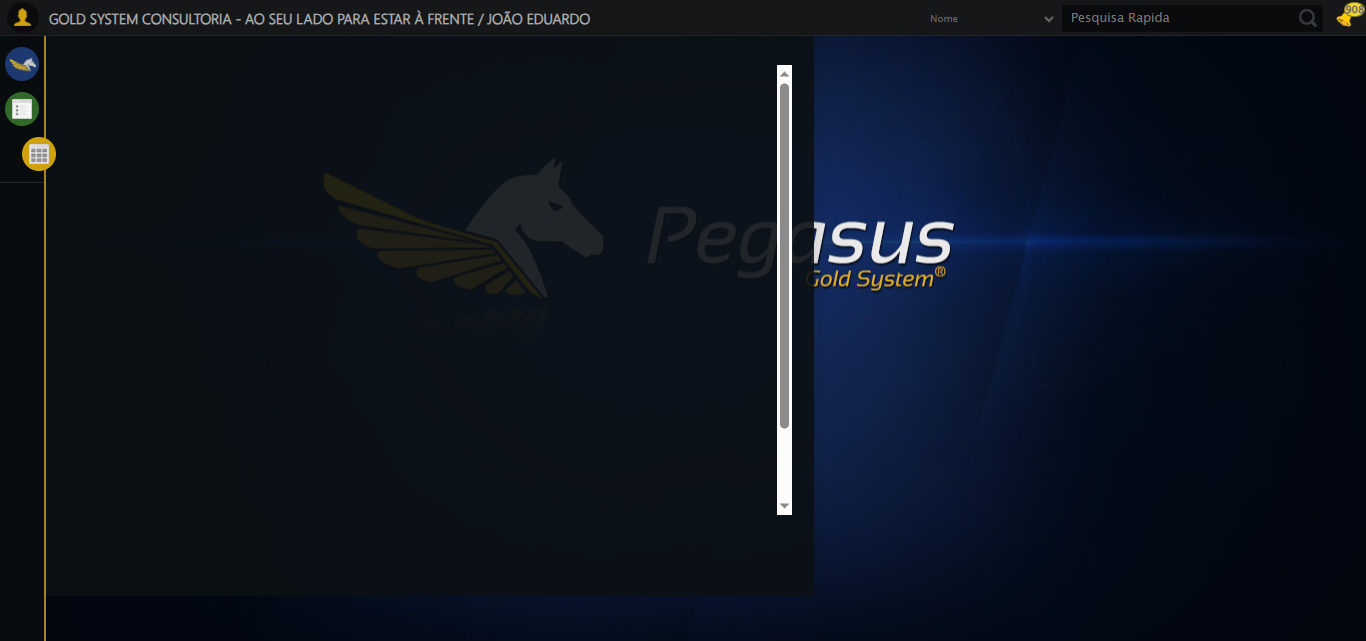 GOLD SYSTEM CONSULTORIA - AO SEU LADO PARA ESTAR À FRENTE / JOÃO EDUARDO
Nome
Pesquisa Rapida
908
Pegasus
Gold System®